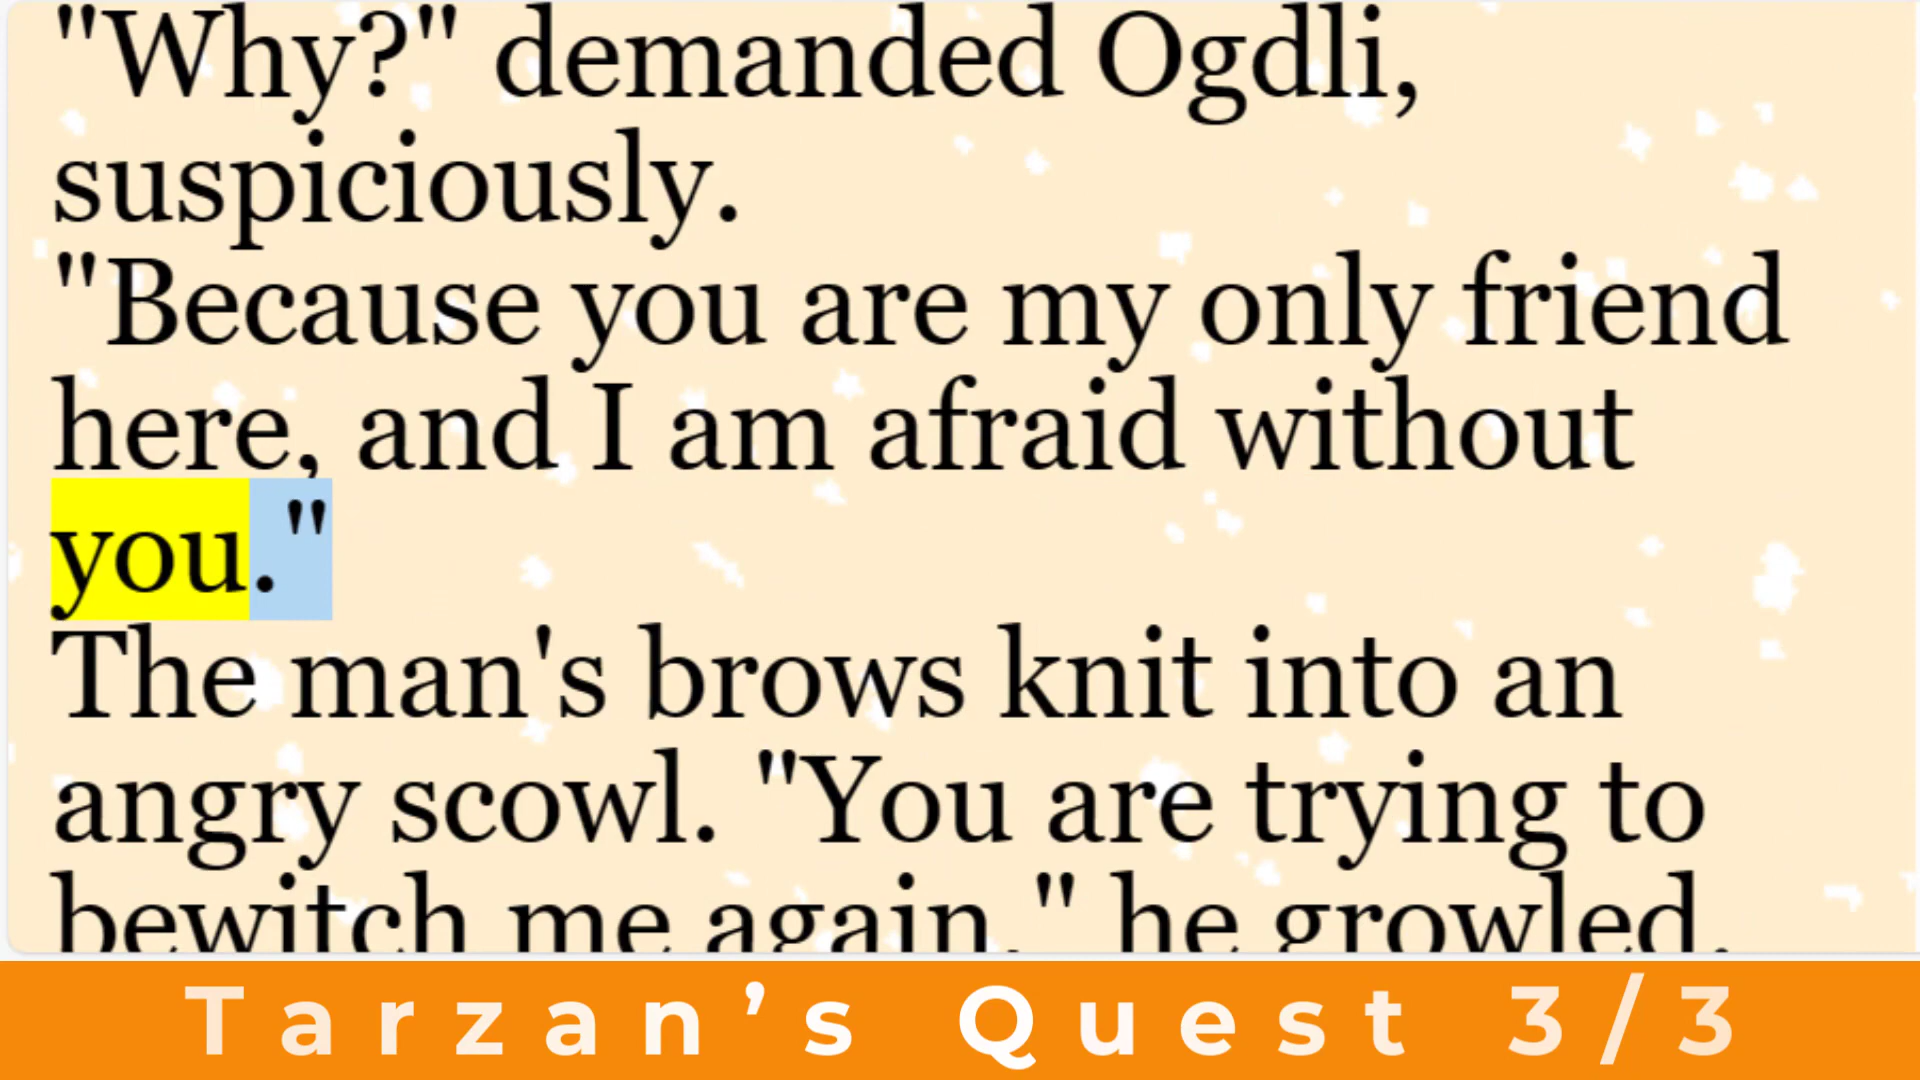 "Why?" demanded Ogdli,
suspiciously.
"Because you are my only friend
here, and I am afraid without
you."
The man's brows knit into an
angry scowl. "You are trying to
bewitch me again," he growled.
Tarzan’s Quest 3/3